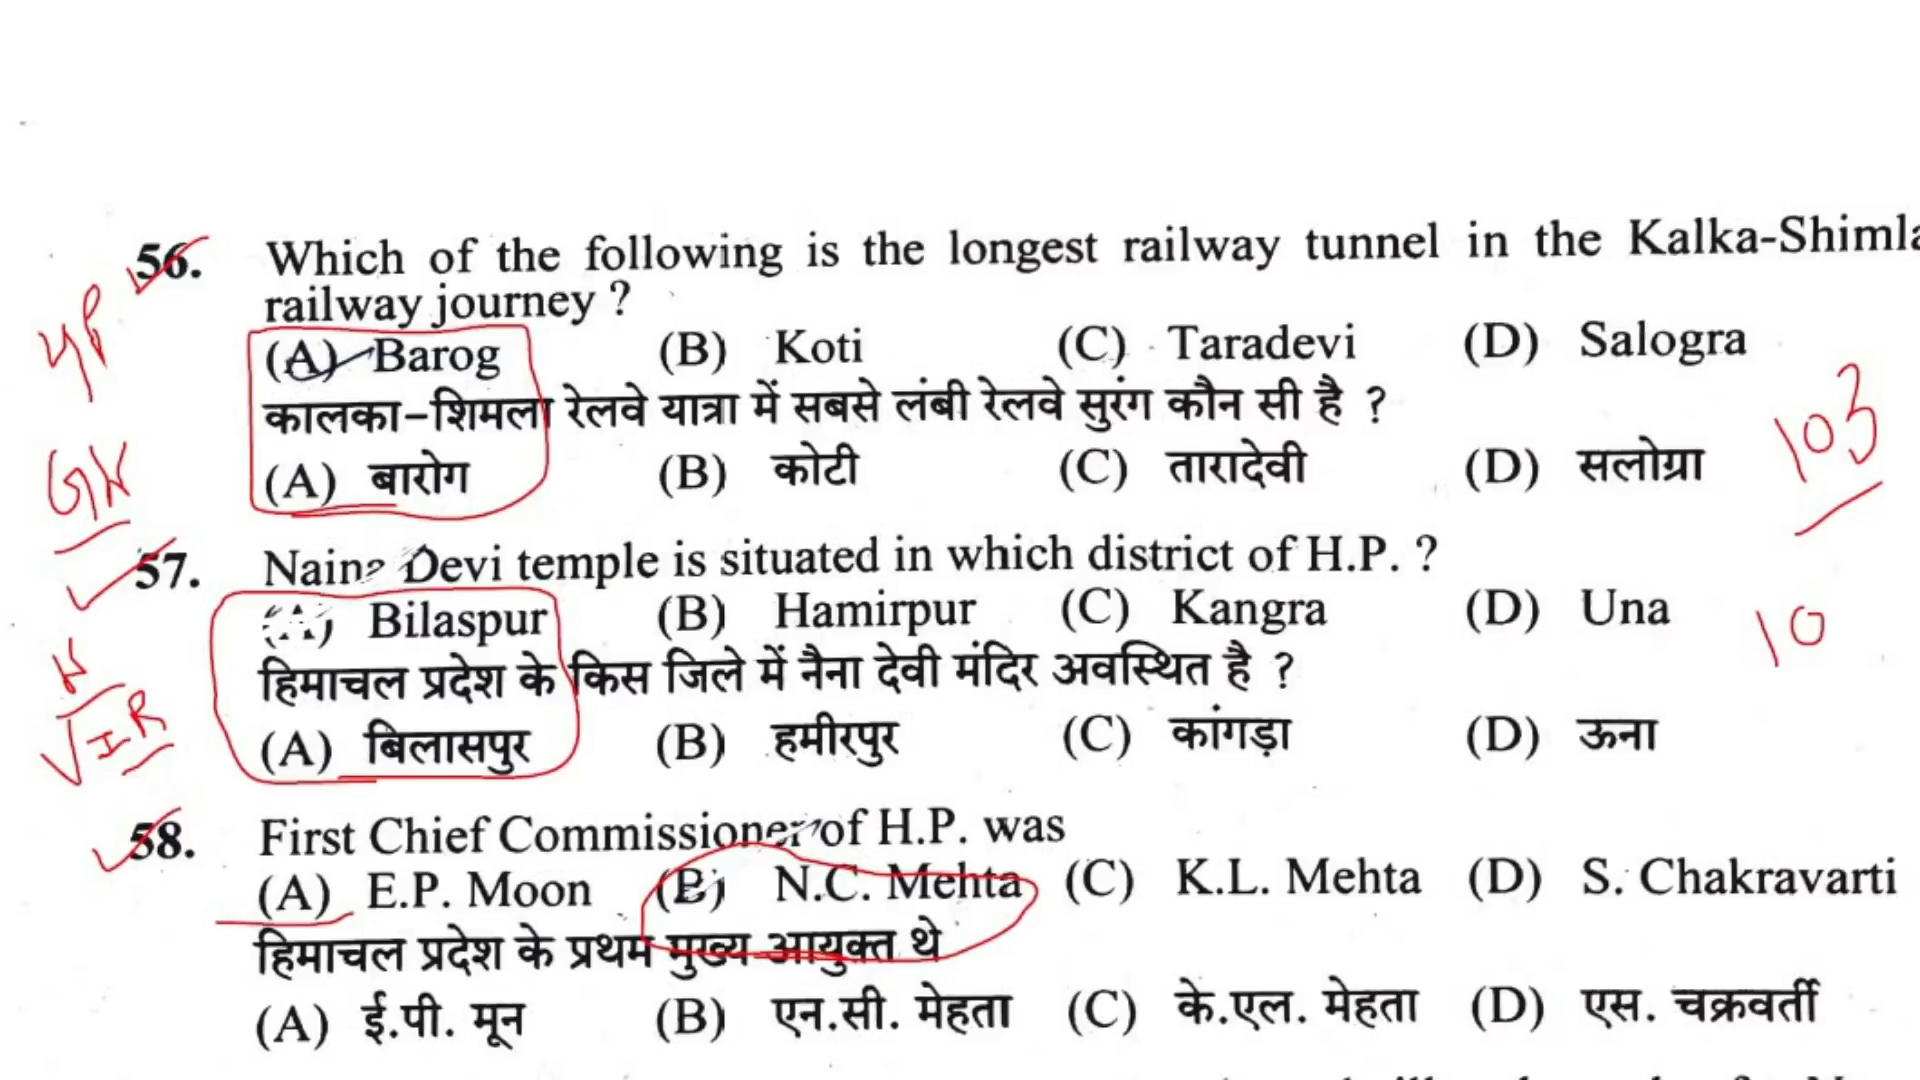 56. Which of the following is the longest railway tunnel in the Kalka-Shimla
railway journey ?
(A) Barog (B) Koti (C) Taradevi (D) Salogra
कालका-शिमला रेलवे यात्रा में सबसे लंबी रेलवे सुरंग कौन सी है ?
(A) बारोग (B) कोटी (C) तारादेवी (D) सलोग्रा
103
57. Naina Devi temple is situated in which district of H.P. ?
(A) Bilaspur (B) Hamirpur (C) Kangra (D) Una
10
हिमाचल प्रदेश के किस जिले में नैना देवी मंदिर अवस्थित है ?
(A) बिलासपुर (B) हमीरपुर (C) कांगड़ा (D) ऊना
58. First Chief Commissioner of H.P. was
(A) E.P. Moon (B) N.C. Mehta (C) K.L. Mehta (D) S. Chakravarti
हिमाचल प्रदेश के प्रथम मुख्य आयुक्त थे
(A) ई.पी. मून (B) एन.सी. मेहता (C) के.एल. मेहता (D) एस. चक्रवर्ती